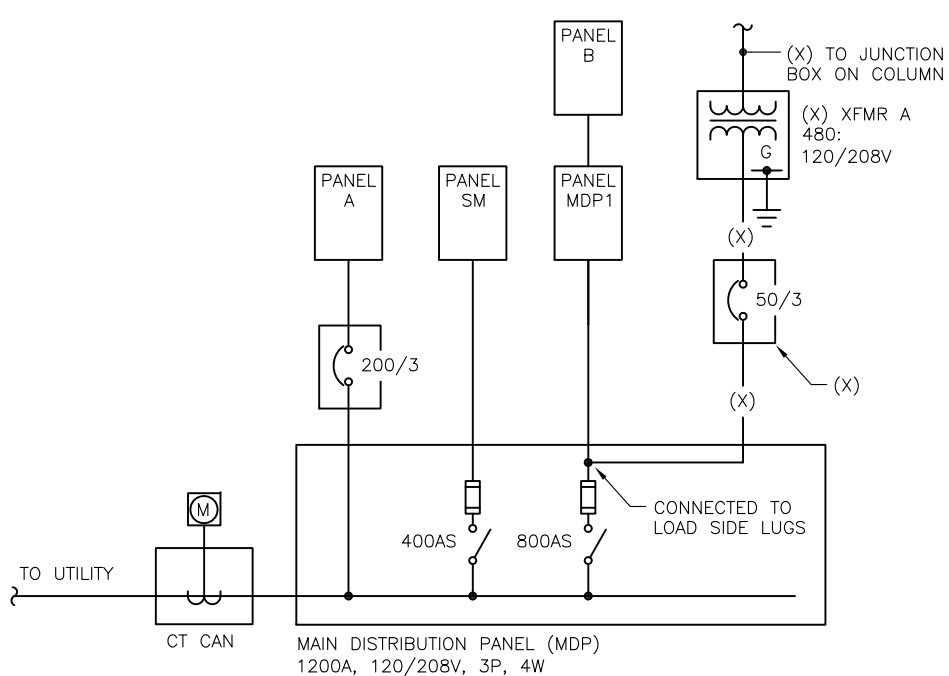 PANEL
B
(X) TO JUNCTION
BOX ON COLUMN
(X) XFMR A
480:
120/208V
G
PANEL
A
PANEL
SM
PANEL
MDP1
(X)
50/3
200/3
(X)
(X)
M
CONNECTED TO
LOAD SIDE LUGS
400AS
800AS
TO UTILITY
CT CAN
MAIN DISTRIBUTION PANEL (MDP)
1200A, 120/208V, 3P, 4W